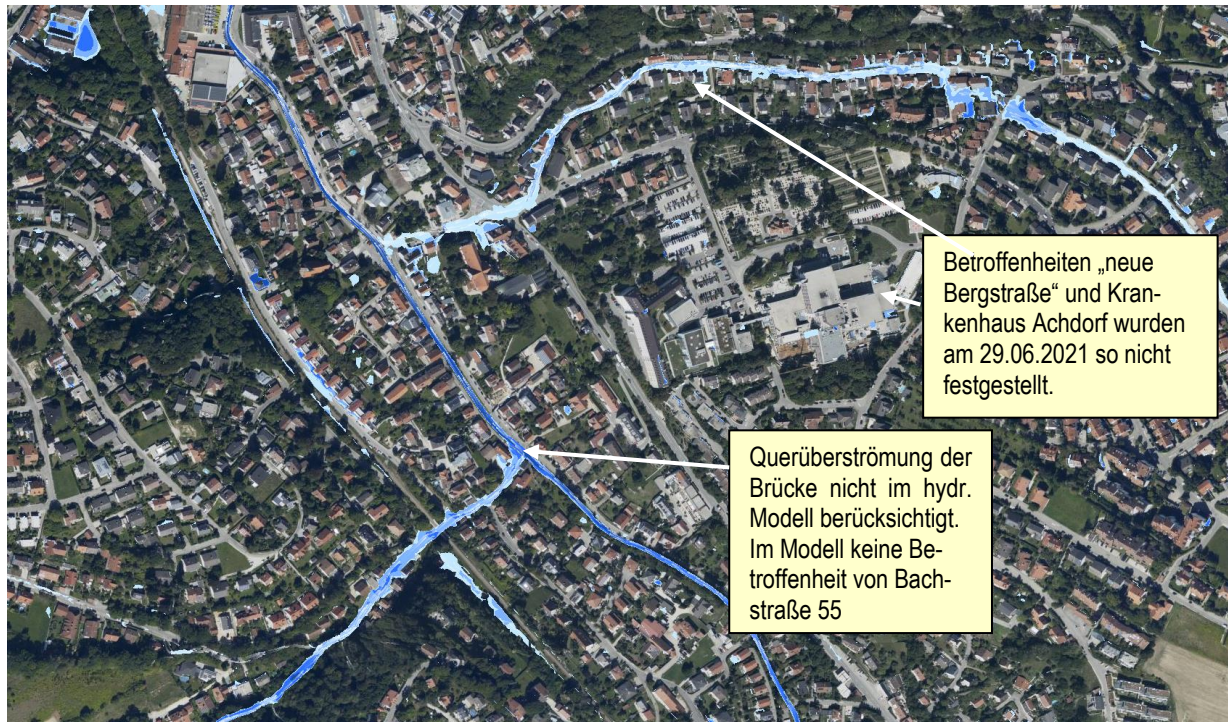 Betroffenheiten „neue
Bergstraße“ und Kran-
kenhaus Achdorf wurden
am 29.06.2021 so nicht
festgestellt.
Querüberströmung der
Brücke nicht im hydr.
Modell berücksichtigt.
Im Modell keine Be-
troffenheit von Bach-
straße 55